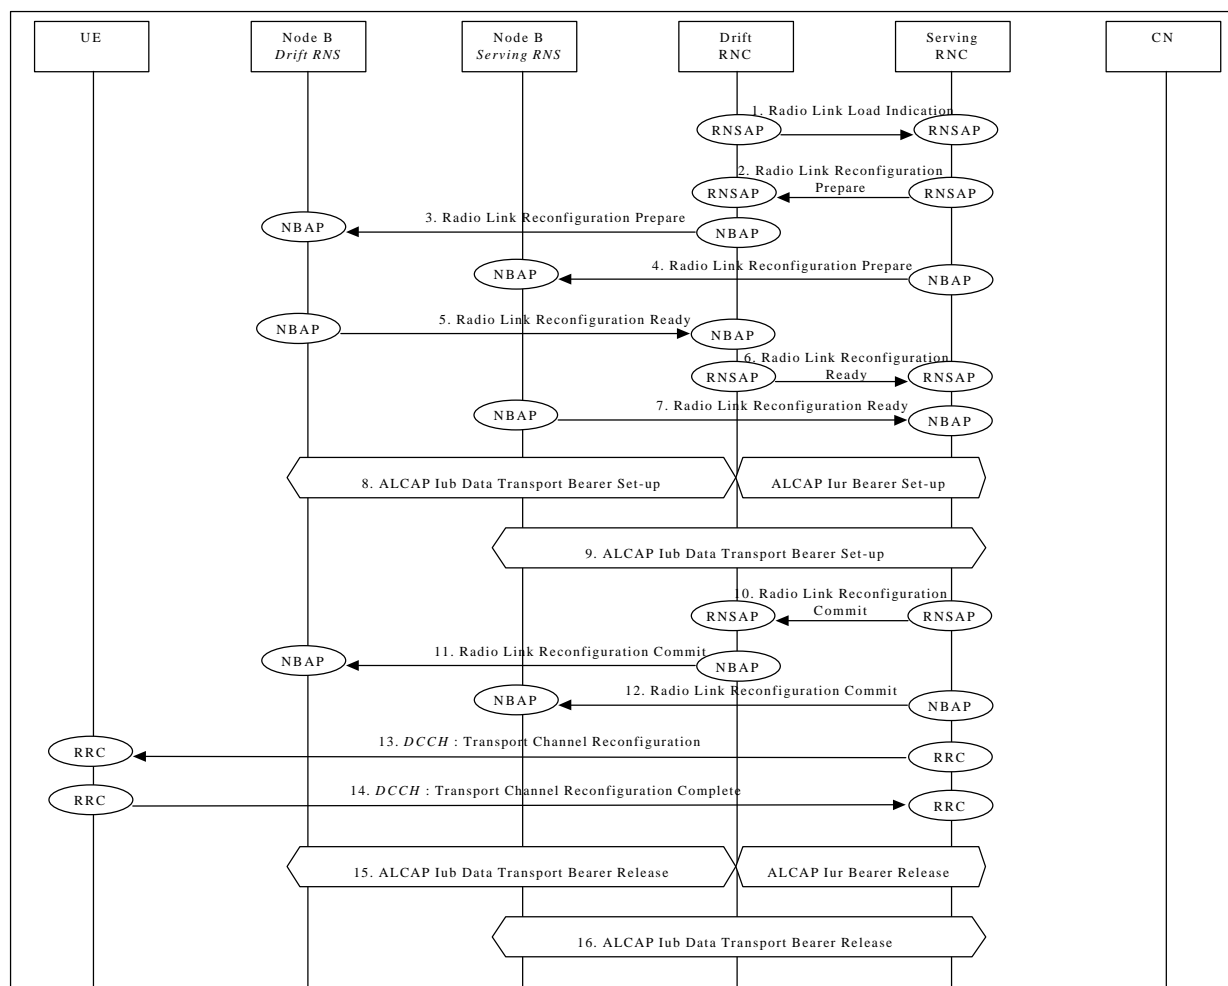 UE
Node B
Drift RNS
Node B
Serving RNS
Drift
RNC
Serving
RNC
CN
1. Radio Link Load Indication
RNSAP
RNSAP
2. Radio Link Reconfiguration
Prepare
RNSAP
RNSAP
3. Radio Link Reconfiguration Prepare
NBAP
NBAP
4. Radio Link Reconfiguration Prepare
NBAP
NBAP
5. Radio Link Reconfiguration Ready
NBAP
NBAP
6. Radio Link Reconfiguration
Ready
RNSAP
RNSAP
7. Radio Link Reconfiguration Ready
NBAP
NBAP
8. ALCAP Iub Data Transport Bearer Set-up
ALCAP Iur Bearer Set-up
9. ALCAP Iub Data Transport Bearer Set-up
10. Radio Link Reconfiguration
Commit
RNSAP
RNSAP
11. Radio Link Reconfiguration Commit
NBAP
NBAP
12. Radio Link Reconfiguration Commit
NBAP
NBAP
13. DCCH : Transport Channel Reconfiguration
RRC
RRC
14. DCCH : Transport Channel Reconfiguration Complete
RRC
RRC
15. ALCAP Iub Data Transport Bearer Release
ALCAP Iur Bearer Release
16. ALCAP Iub Data Transport Bearer Release